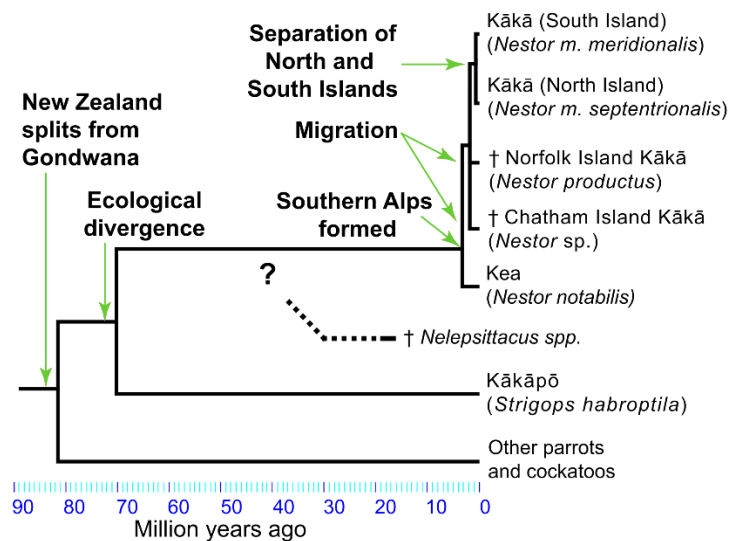 Kākā (South Island)
(Nestor m. meridionalis)
Separation of
North and
South Islands
Kākā (North Island)
(Nestor m. septentrionalis)
New Zealand
splits from
Gondwana
Migration
† Norfolk Island Kākā
(Nestor productus)
Ecological
divergence
Southern Alps
formed
† Chatham Island Kākā
(Nestor sp.)
?
Kea
(Nestor notabilis)
† Nelepsittacus spp.
Kākāpō
(Strigops habroptila)
Other parrots
and cockatoos
90 80 70 60 50 40 30 20 10 0
Million years ago